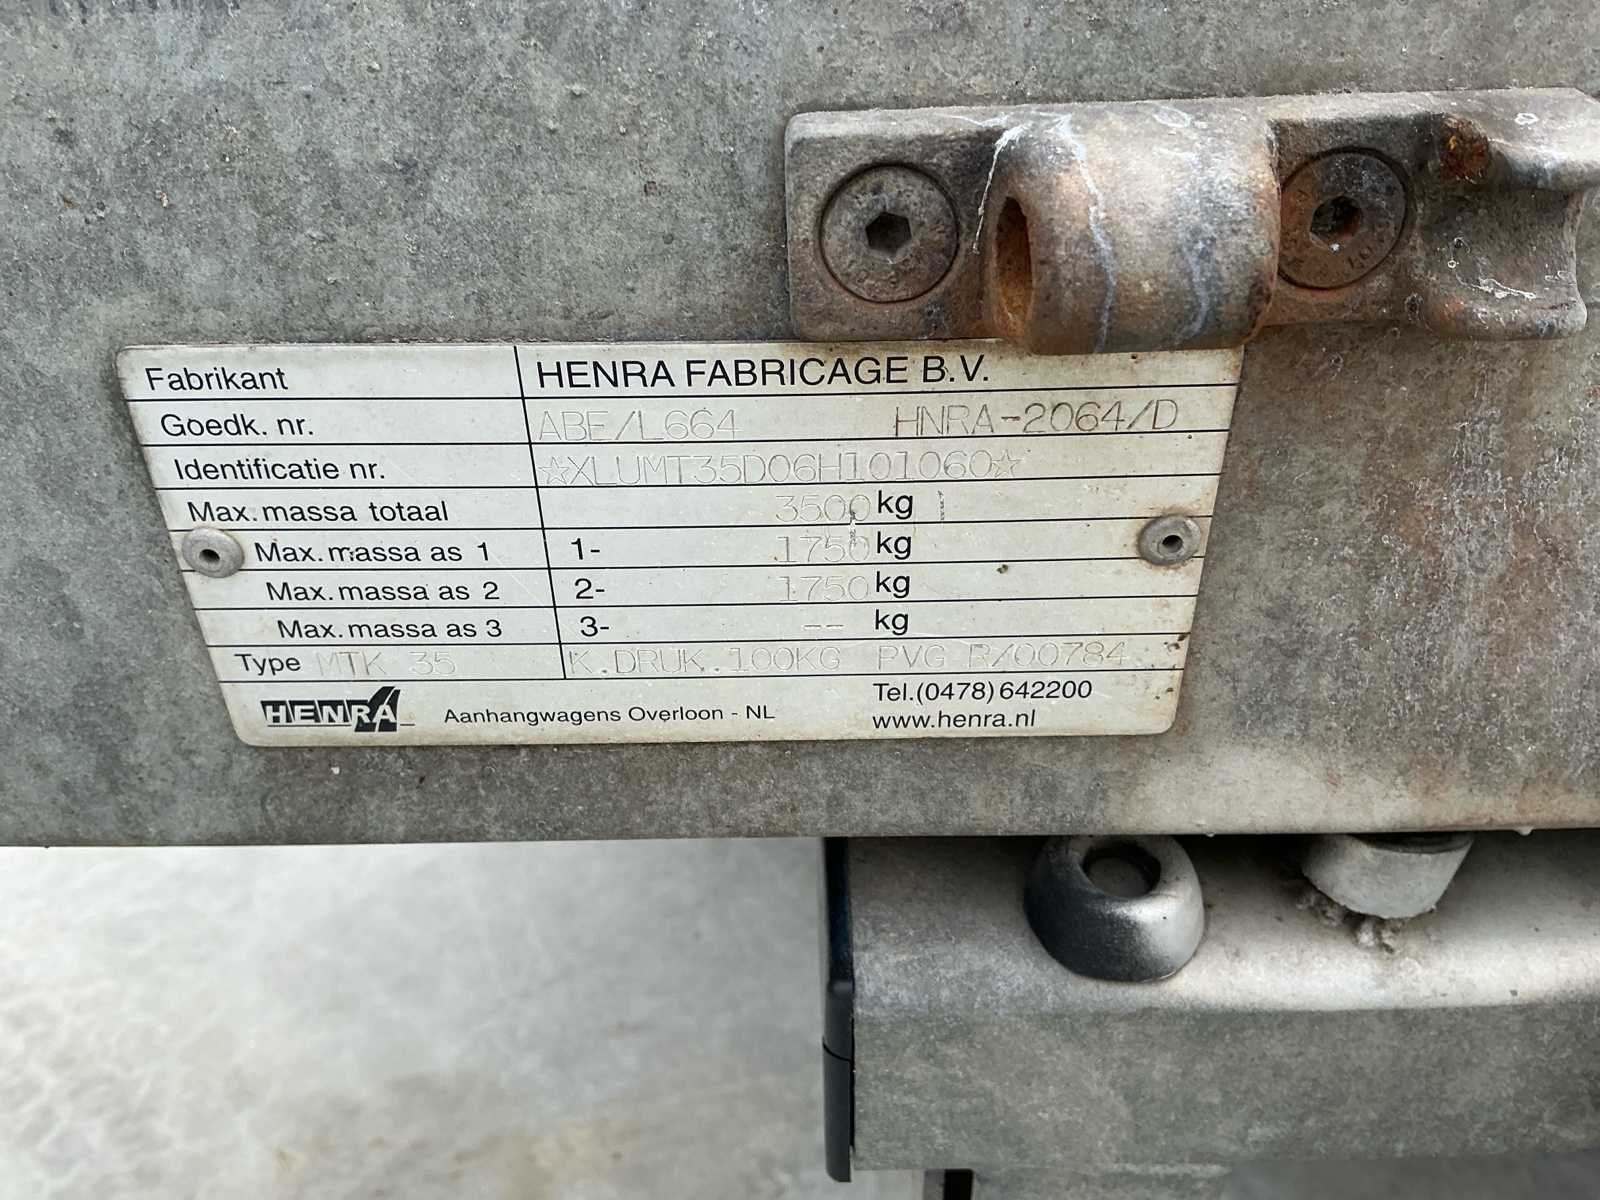 Fabrikant HENRA FABRICAGE B.V.
Goedk. nr. ABE/L664 HNRA-2064/D
Identificatie nr. ☆XLUMT35D06H101060☆
Max. massa totaal 3500 kg
Max. massa as 1 1- 1750 kg
Max. massa as 2 2- 1750 kg
Max. massa as 3 3- -- kg
Type MTK 35 K.DRUK.100KG PVG R/00784
HENRA Aanhangwagens Overloon - NL Tel.(0478)642200
www.henra.nl